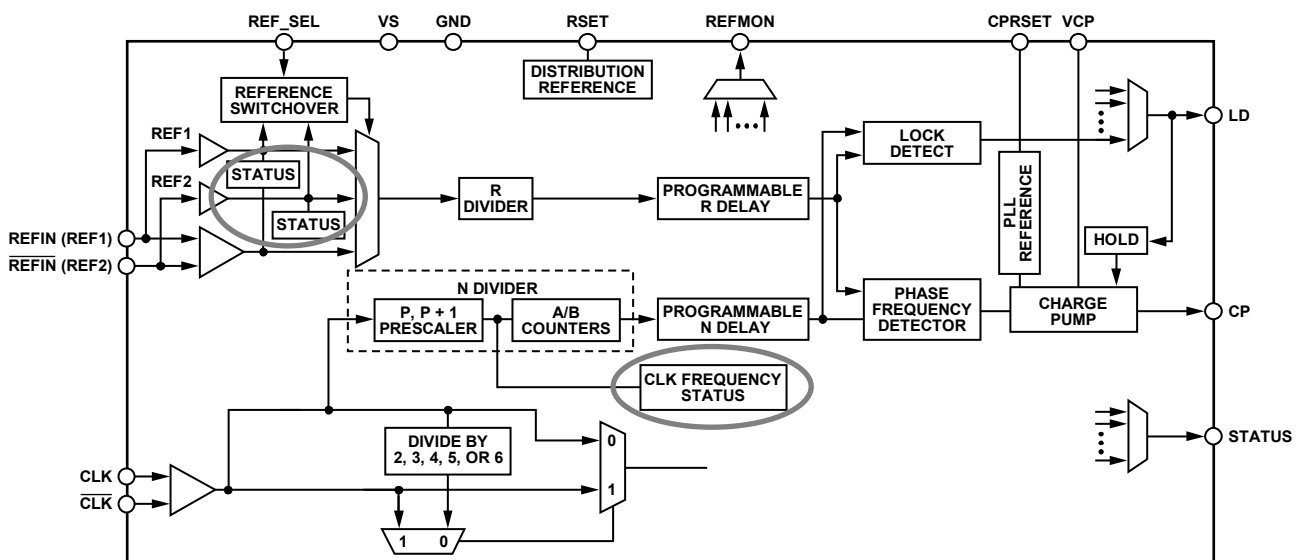 REF_SEL
VS
GND
RSET
REFMON
CPRSET
VCP
REFERENCE
SWITCHOVER
DISTRIBUTION
REFERENCE
REF1
STATUS
REF2
STATUS
REFIN (REF1)
REFIN (REF2)
R
DIVIDER
PROGRAMMABLE
R DELAY
LOCK
DETECT
LD
PLL
REFERENCE
HOLD
N DIVIDER
P, P + 1
PRESCALER
A/B
COUNTERS
PROGRAMMABLE
N DELAY
PHASE
FREQUENCY
DETECTOR
CHARGE
PUMP
CP
CLK FREQUENCY
STATUS
DIVIDE BY
2, 3, 4, 5, OR 6
0
1
STATUS
CLK
CLK
1 0